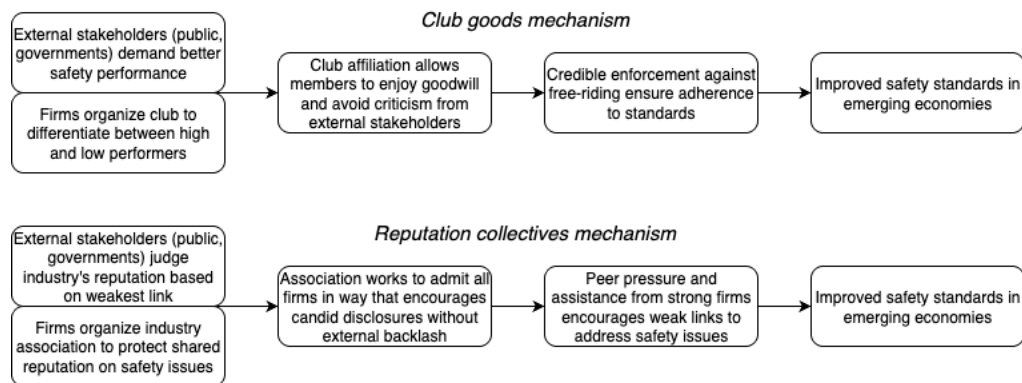 Club goods mechanism
External stakeholders (public,
governments) demand better
safety performance
Firms organize club to
differentiate between high
and low performers
Club affiliation allows
members to enjoy goodwill
and avoid criticism from
external stakeholders
Credible enforcement against
free-riding ensure adherence
to standards
Improved safety standards in
emerging economies
Reputation collectives mechanism
External stakeholders (public,
governments) judge
industry's reputation based
on weakest link
Firms organize industry
association to protect shared
reputation on safety issues
Association works to admit all
firms in way that encourages
candid disclosures without
external backlash
Peer pressure and
assistance from strong firms
encourages weak links to
address safety issues
Improved safety standards in
emerging economies